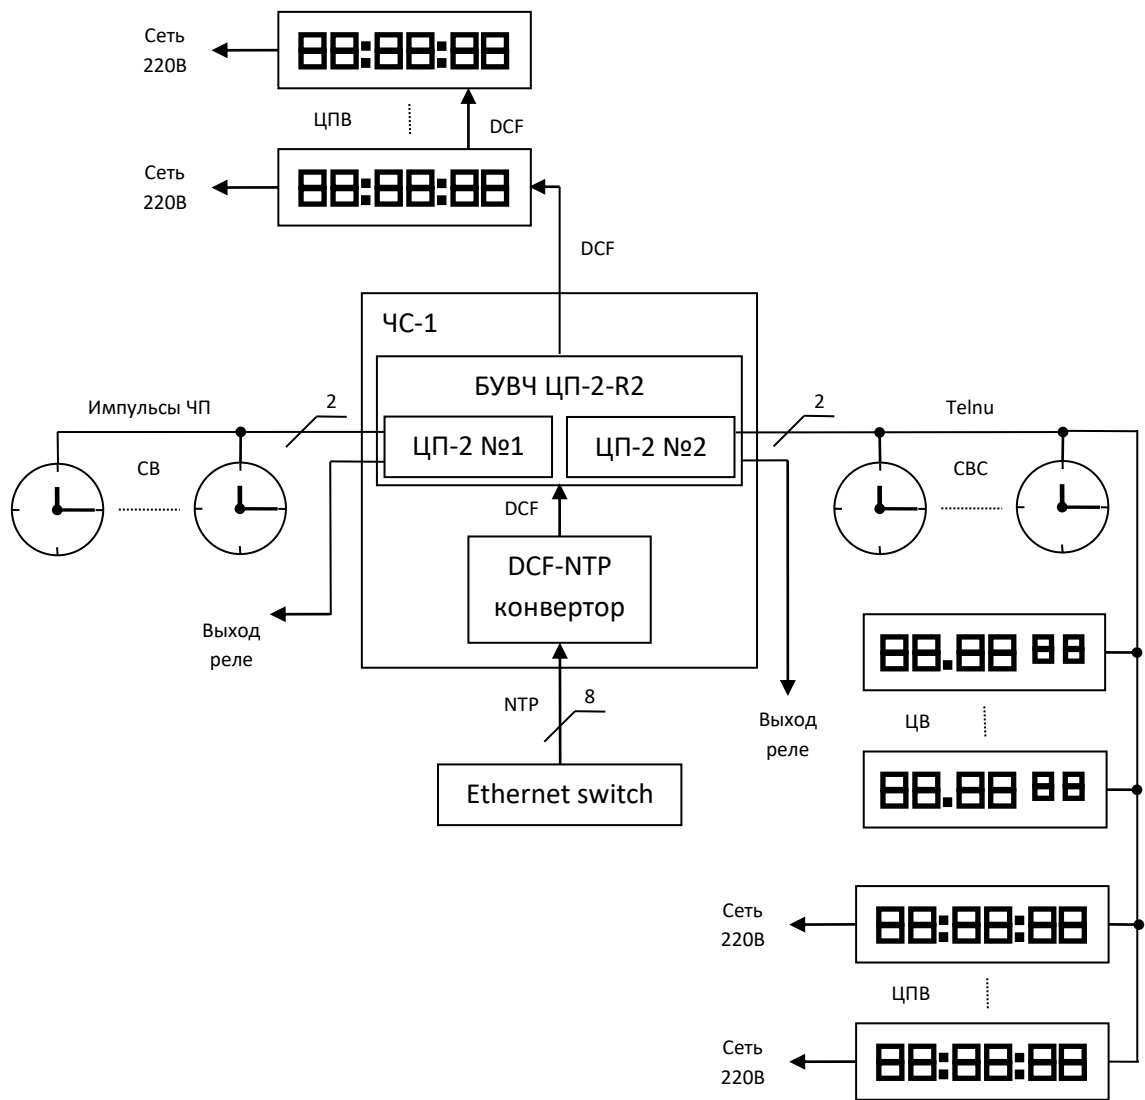 Сеть
220В
88:88:88
ЦПВ
DCF
Сеть
220В
88:88:88
DCF
ЧС-1
БУВЧ ЦП-2-R2
Импульсы ЧП
2
ЦП-2 №1
ЦП-2 №2
2
Telnu
СВ
СВС
DCF
DCF-NTP
конвертор
Выход
реле
NTP
8
Выход
реле
Ethernet switch
88.88 88
ЦВ
88.88 88
Сеть
220В
88:88:88
ЦПВ
Сеть
220В
88:88:88